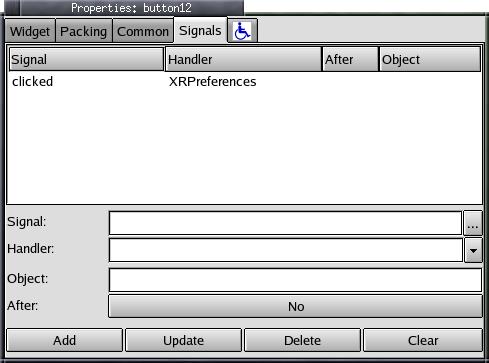 Properties: button12
Widget Packing Common Signals
Signal Handler After Object
clicked XRPreferences
Signal: ...
Handler:
Object:
After: No
Add Update Delete Clear